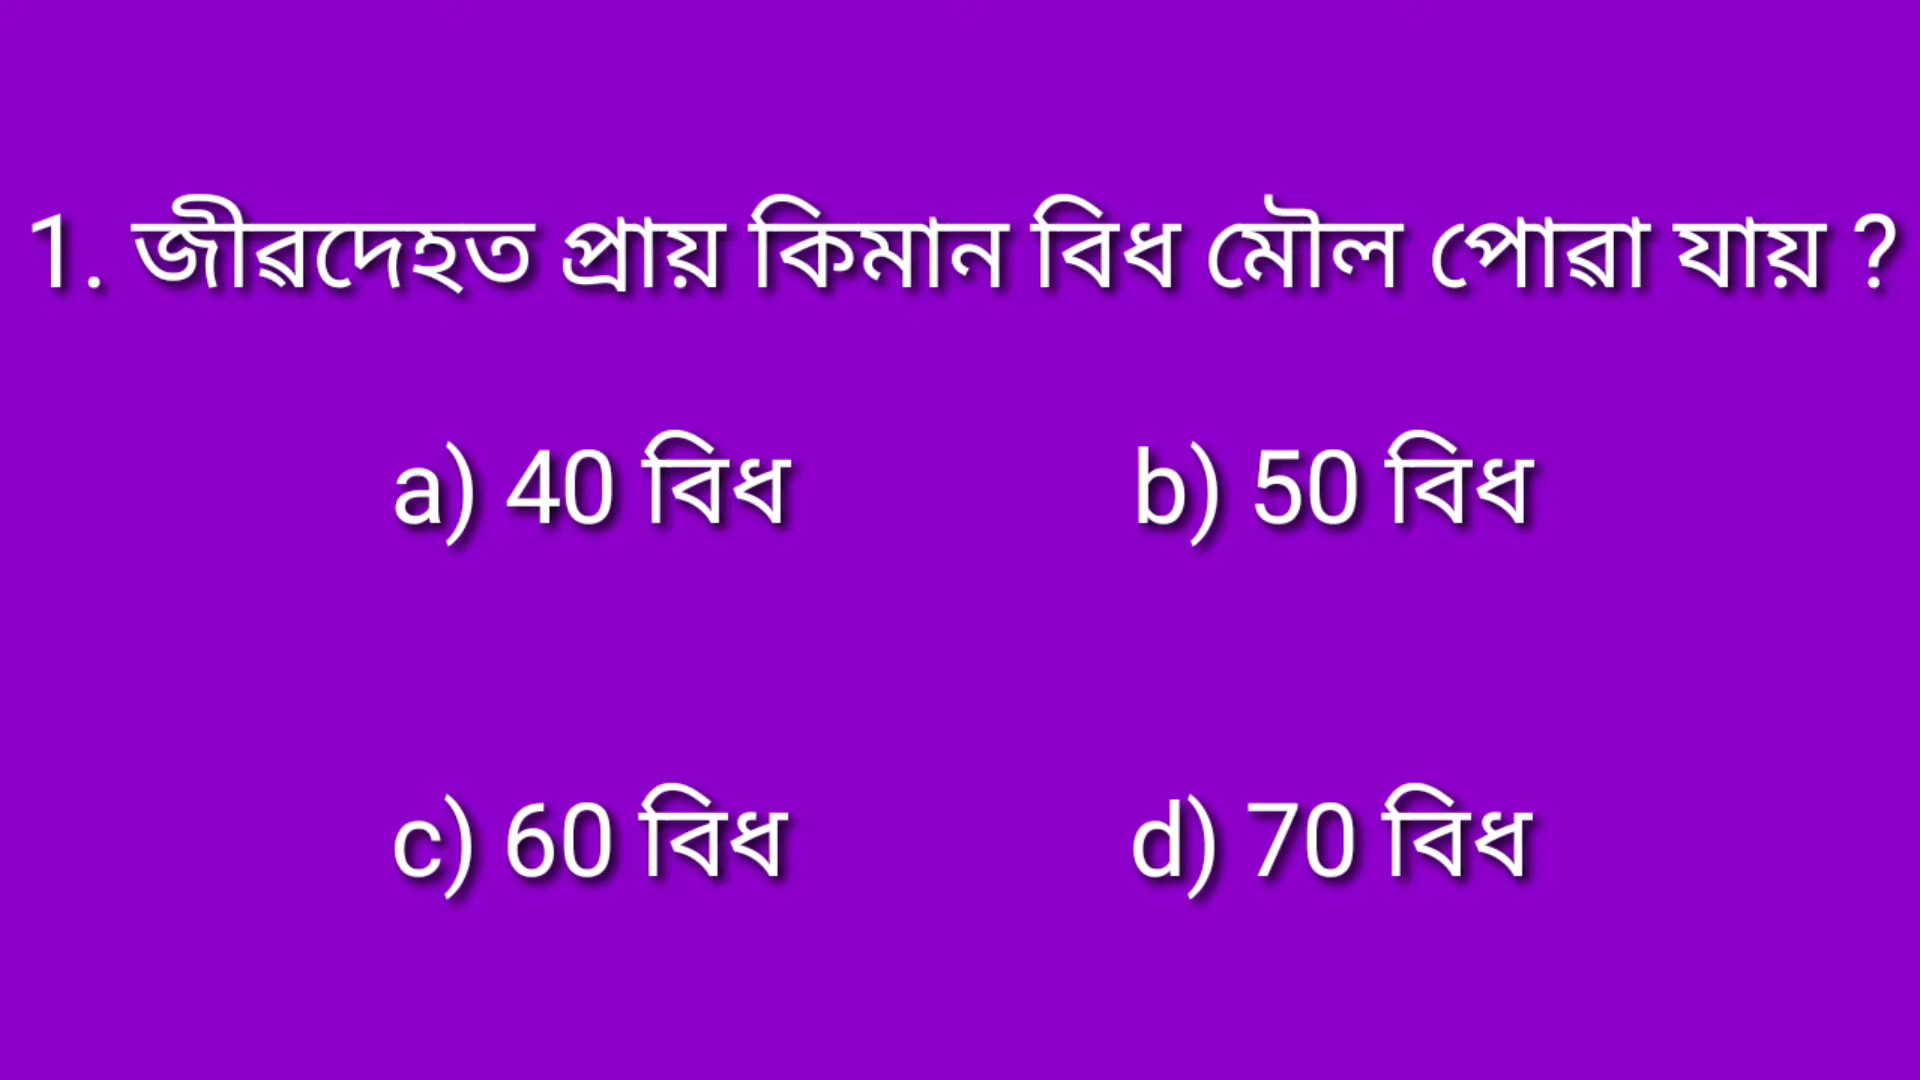 1. জীৱদেহত প্ৰায় কিমান বিধ মৌল পোৱা যায় ?
a) 40 বিধ b) 50 বিধ
c) 60 বিধ d) 70 বিধ